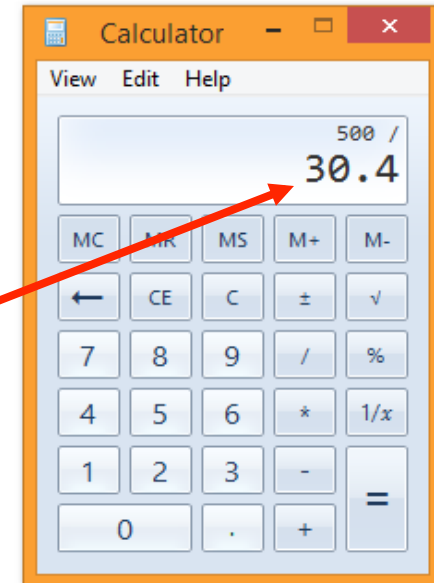 Calculator
View Edit Help
500 /
30.4
MC MR MS M+ M-
← CE C ± √
7 8 9 / %
4 5 6 * 1/x
1 2 3 - =
0 . +